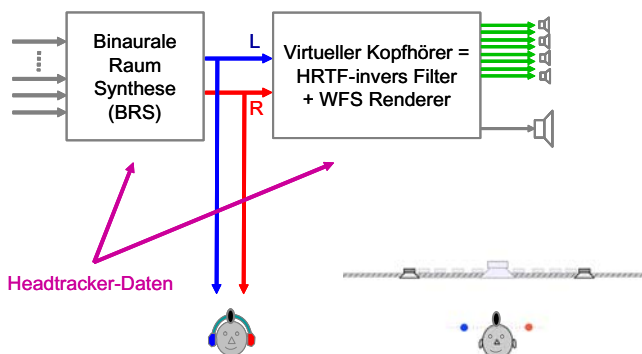 Binaurale
Raum
Synthese
(BRS)
L
R
Virtueller Kopfhörer =
HRTF-invers Filter
+ WFS Renderer
Headtracker-Daten